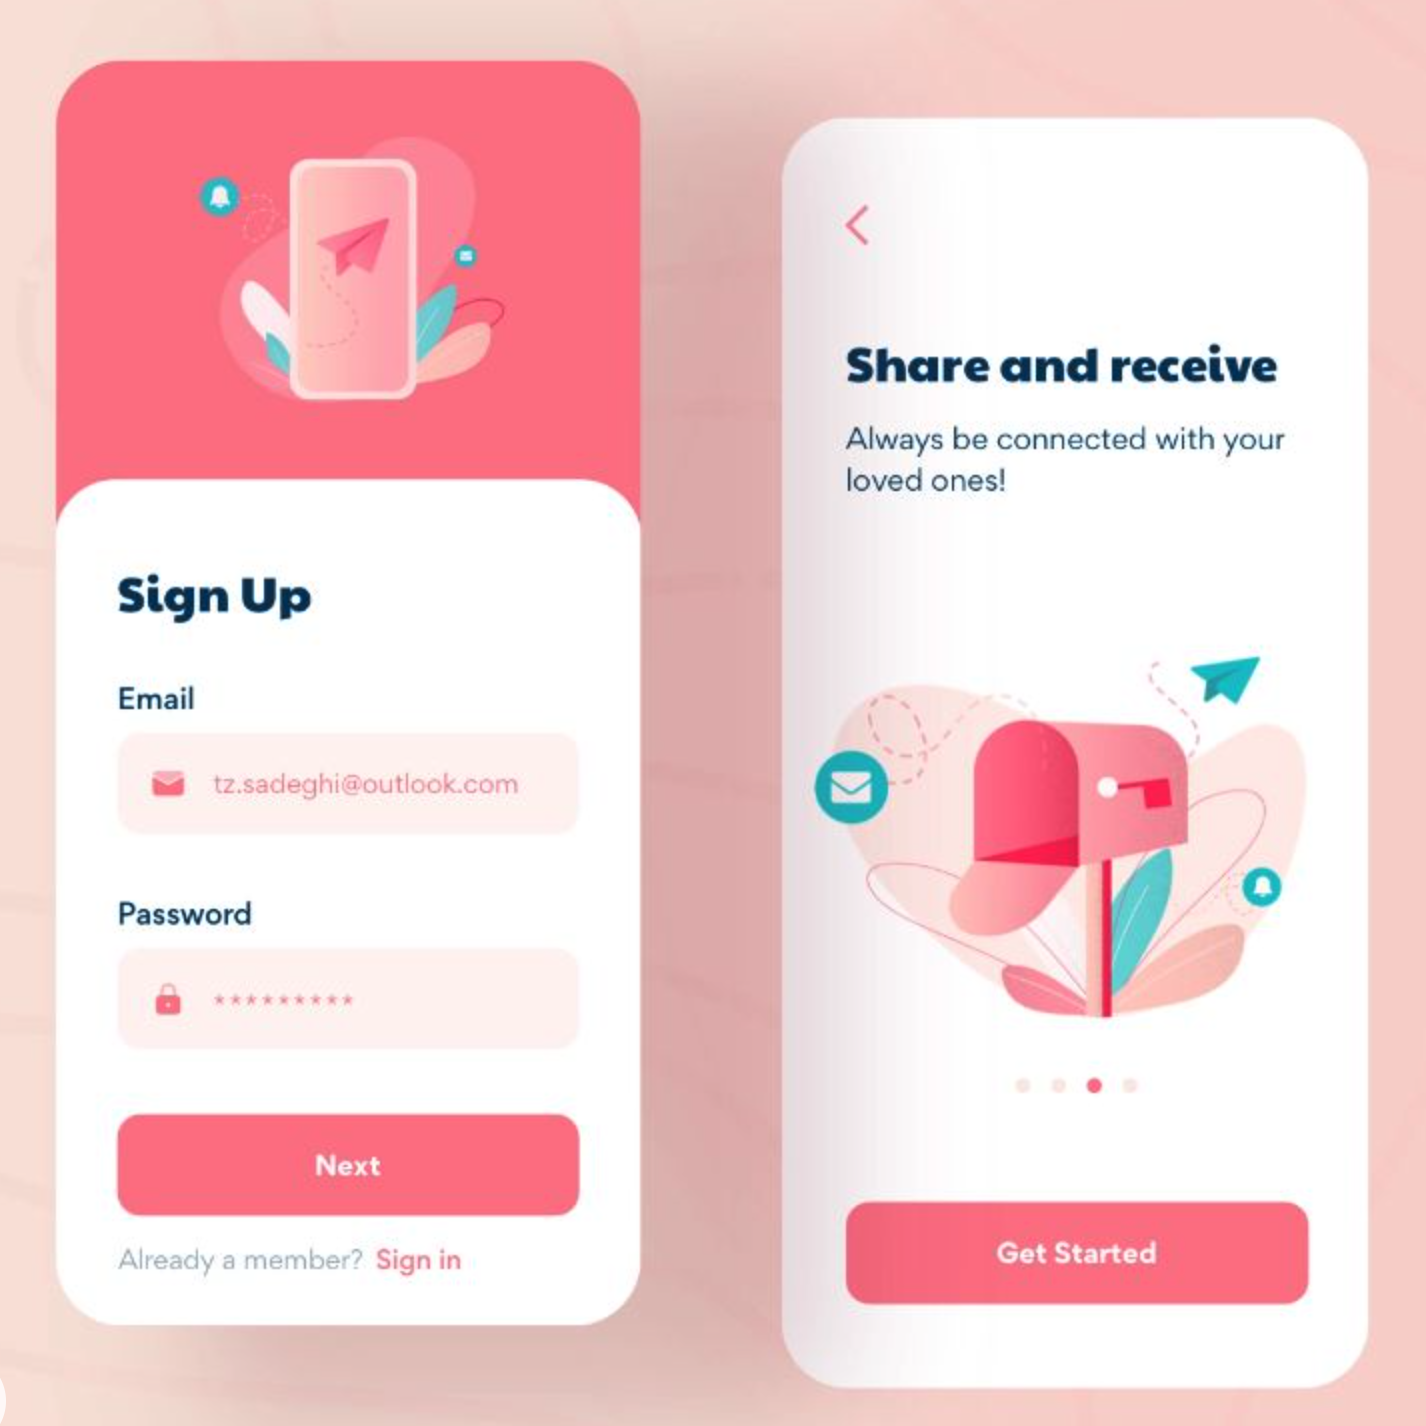 Sign Up
Email
tz.sadeghi@outlook.com
Password
*********
Next
Already a member? Sign in
Share and receive
Always be connected with your
loved ones!
Get Started